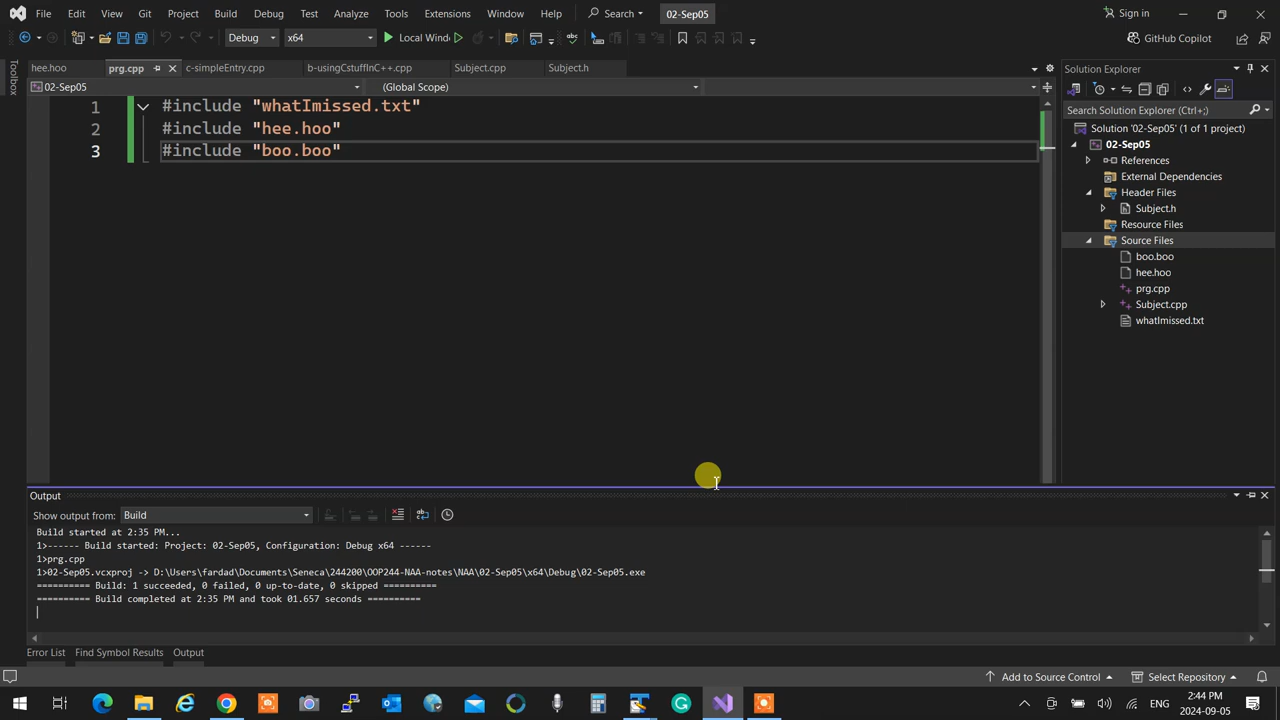 File Edit View Git Project Build Debug Test Analyze Tools Extensions Window Help Search 02-Sep05 Sign in
Debug x64 Local Wind GitHub Copilot
hee.hoo prg.cpp c-simpleEntry.cpp b-usingCstuffInC++.cpp Subject.cpp Subject.h
02-Sep05 (Global Scope)
1 #include "whatImissed.txt"
2 #include "hee.hoo"
3 #include "boo.boo"
Toolbox
Solution Explorer
Search Solution Explorer (Ctrl+;)
Solution '02-Sep05' (1 of 1 project)
02-Sep05
References
External Dependencies
Header Files
Subject.h
Resource Files
Source Files
boo.boo
hee.hoo
prg.cpp
Subject.cpp
whatImissed.txt
Output
Show output from: Build
Build started at 2:35 PM...
1>------ Build started: Project: 02-Sep05, Configuration: Debug x64 ------
1>prg.cpp
1>02-Sep05.vcxproj -> D:\Users\fardad\Documents\Seneca\244200\OOP244-NAA-notes\NAA\02-Sep05\x64\Debug\02-Sep05.exe
========== Build: 1 succeeded, 0 failed, 0 up-to-date, 0 skipped ==========
========== Build completed at 2:35 PM and took 01.657 seconds ==========
Error List Find Symbol Results Output
Add to Source Control Select Repository
ENG
2:44 PM
2024-09-05